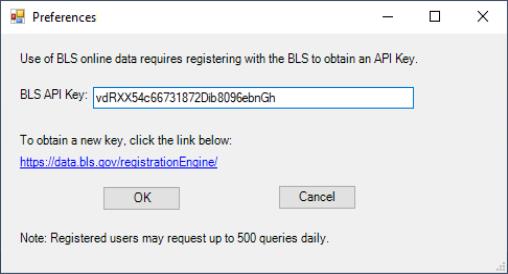 Preferences
Use of BLS online data requires registering with the BLS to obtain an API Key.
BLS API Key: vdRXX54c66731872Dib8096ebnGh
To obtain a new key, click the link below:
https://data.bls.gov/registrationEngine/
OK Cancel
Note: Registered users may request up to 500 queries daily.